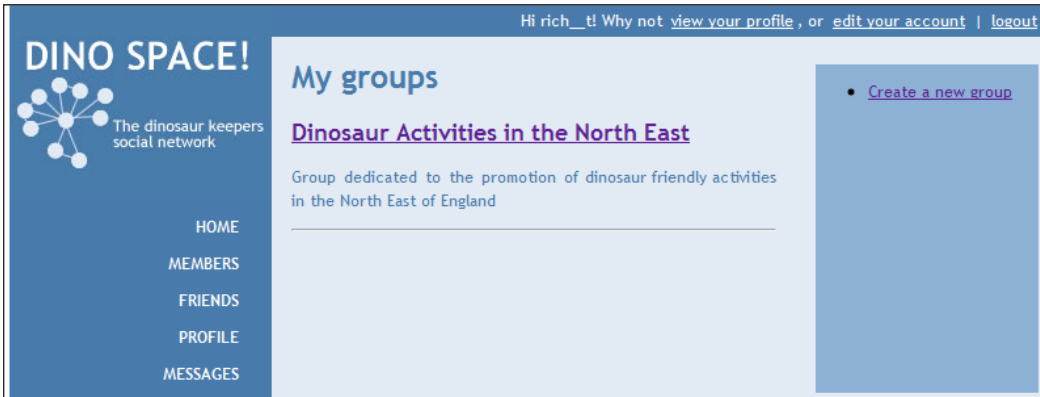 Hi rich__t! Why not view your profile , or edit your account | logout
DINO SPACE!
The dinosaur keepers
social network
HOME
MEMBERS
FRIENDS
PROFILE
MESSAGES
My groups
Dinosaur Activities in the North East
Group dedicated to the promotion of dinosaur friendly activities
in the North East of England
Create a new group